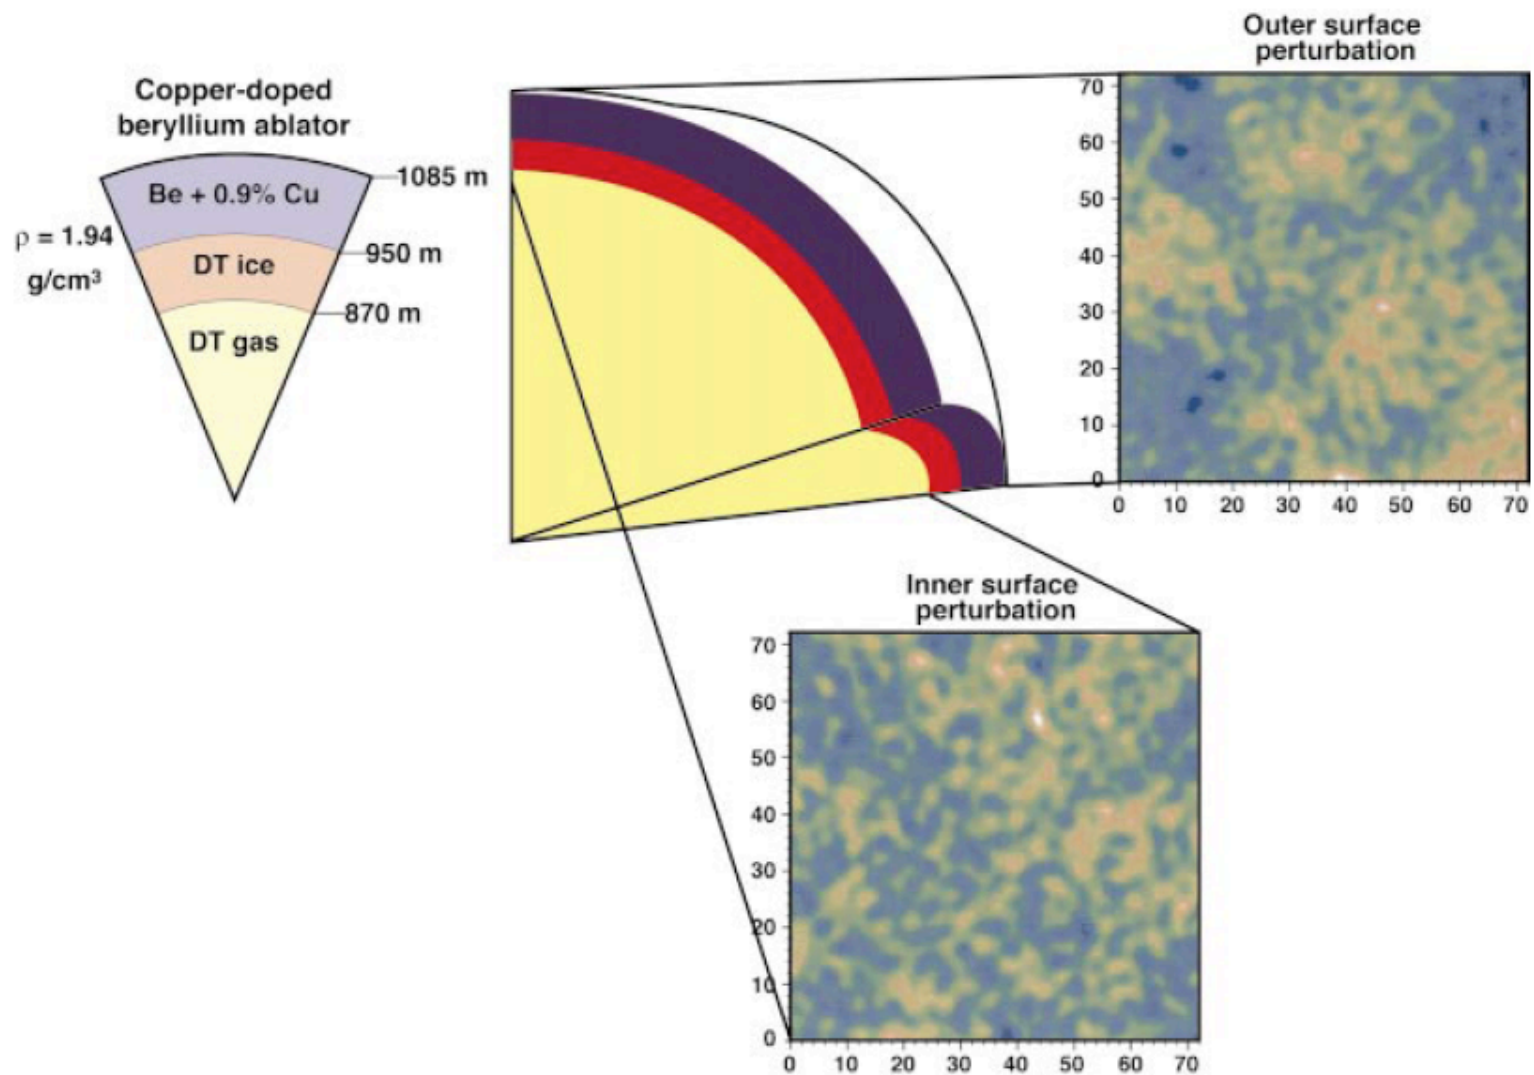 Copper-doped
beryllium ablator
Be + 0.9% Cu
1085 m
ρ = 1.94
g/cm³
950 m
DT ice
870 m
DT gas
Outer surface
perturbation
70
60
50
40
30
20
10
0
0 10 20 30 40 50 60 70
Inner surface
perturbation
70
60
50
40
30
20
10
0
0 10 20 30 40 50 60 70